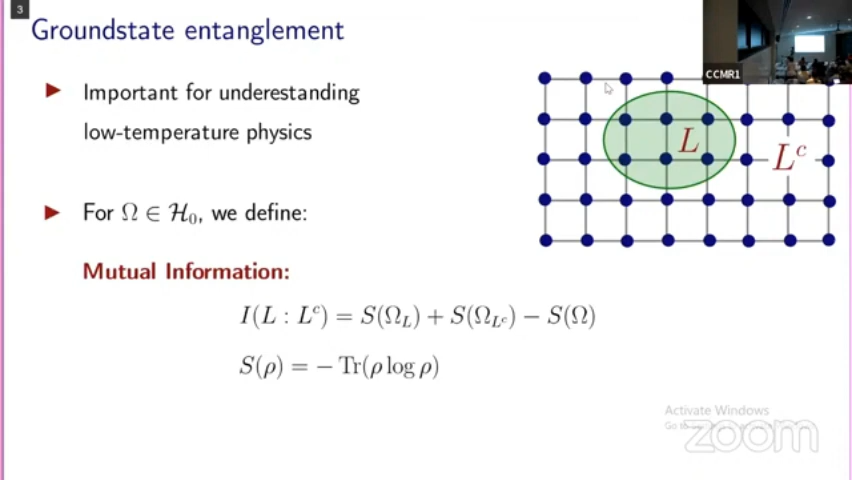 3
Groundstate entanglement
CCMR1
▶ Important for underestanding
low-temperature physics
L
L^c
▶ For Ω ∈ ℋ₀, we define:
Mutual Information:
I(L : L^c) = S(Ω_L) + S(Ω_{L^c}) − S(Ω)
S(ρ) = − Tr(ρ log ρ)
Activate Windows
zoom